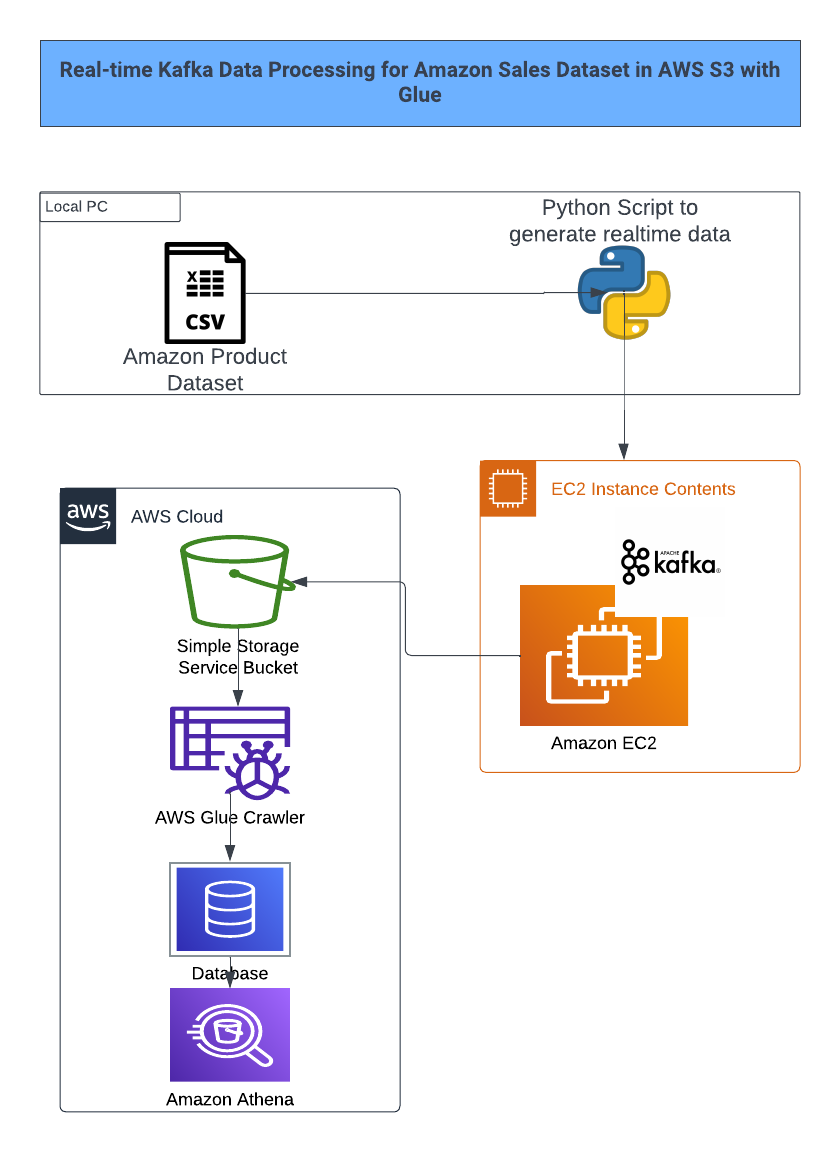 Real-time Kafka Data Processing for Amazon Sales Dataset in AWS S3 with
Glue
Local PC
Python Script to
generate realtime data
X
CSV
Amazon Product
Dataset
EC2 Instance Contents
aws
AWS Cloud
APACHE
kafka®
Simple Storage
Service Bucket
Amazon EC2
AWS Glue Crawler
Database
Amazon Athena